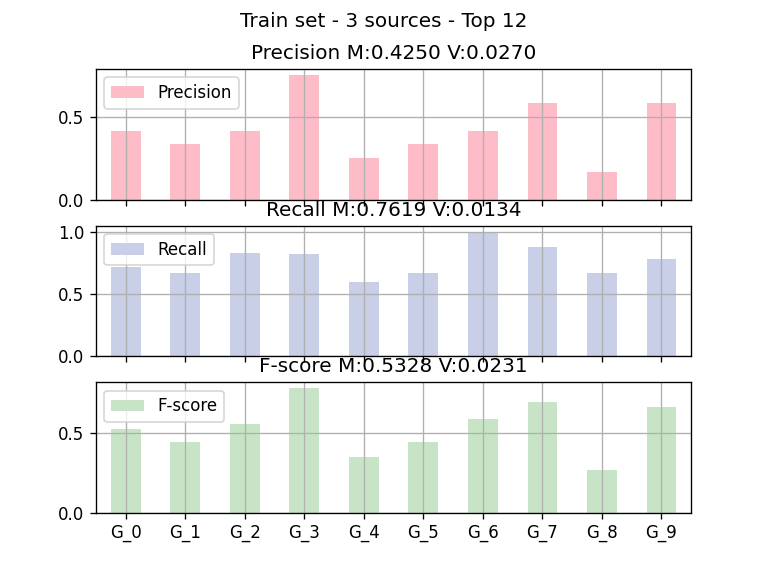 Train set - 3 sources - Top 12
Precision M:0.4250 V:0.0270
Precision
0.5
0.0
Recall M:0.7619 V:0.0134
1.0
Recall
0.5
0.0
F-score M:0.5328 V:0.0231
F-score
0.5
0.0
G_0 G_1 G_2 G_3 G_4 G_5 G_6 G_7 G_8 G_9